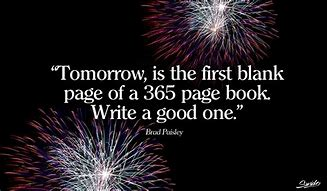 “Tomorrow, is the first blank
page of a 365 page book.
Write a good one.”
Brad Paisley